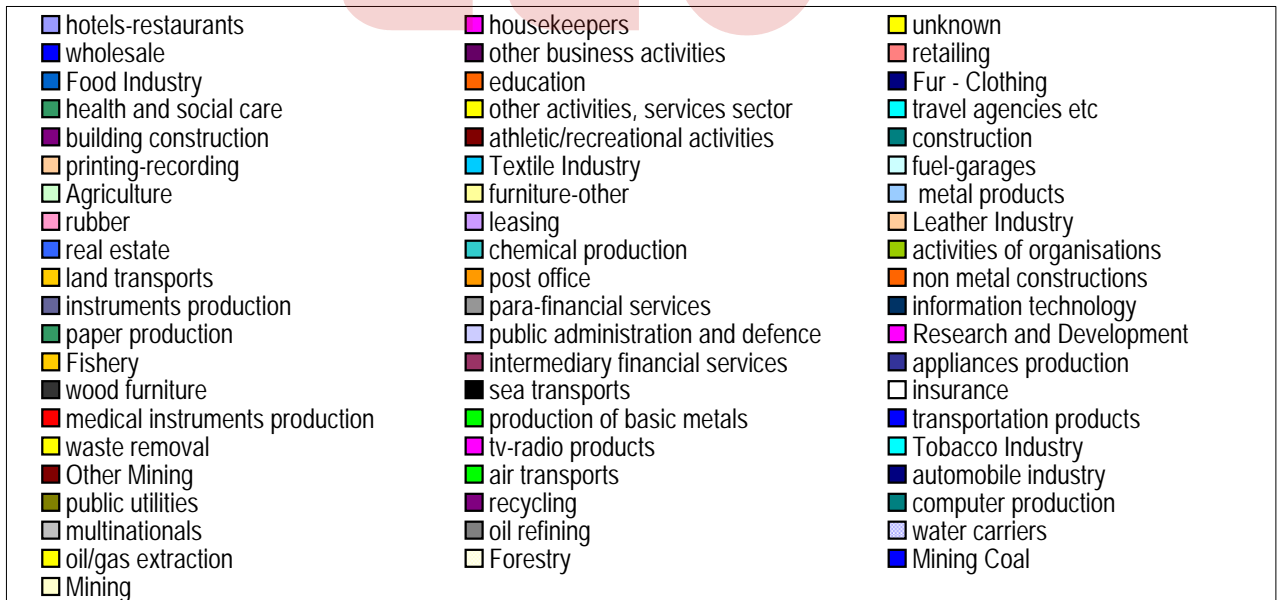 hotels-restaurants housekeepers unknown
wholesale other business activities retailing
Food Industry education Fur - Clothing
health and social care other activities, services sector travel agencies etc
building construction athletic/recreational activities construction
printing-recording Textile Industry fuel-garages
Agriculture furniture-other metal products
rubber leasing Leather Industry
real estate chemical production activities of organisations
land transports post office non metal constructions
instruments production para-financial services information technology
paper production public administration and defence Research and Development
Fishery intermediary financial services appliances production
wood furniture sea transports insurance
medical instruments production production of basic metals transportation products
waste removal tv-radio products Tobacco Industry
Other Mining air transports automobile industry
public utilities recycling computer production
multinationals oil refining water carriers
oil/gas extraction Forestry Mining Coal
Mining